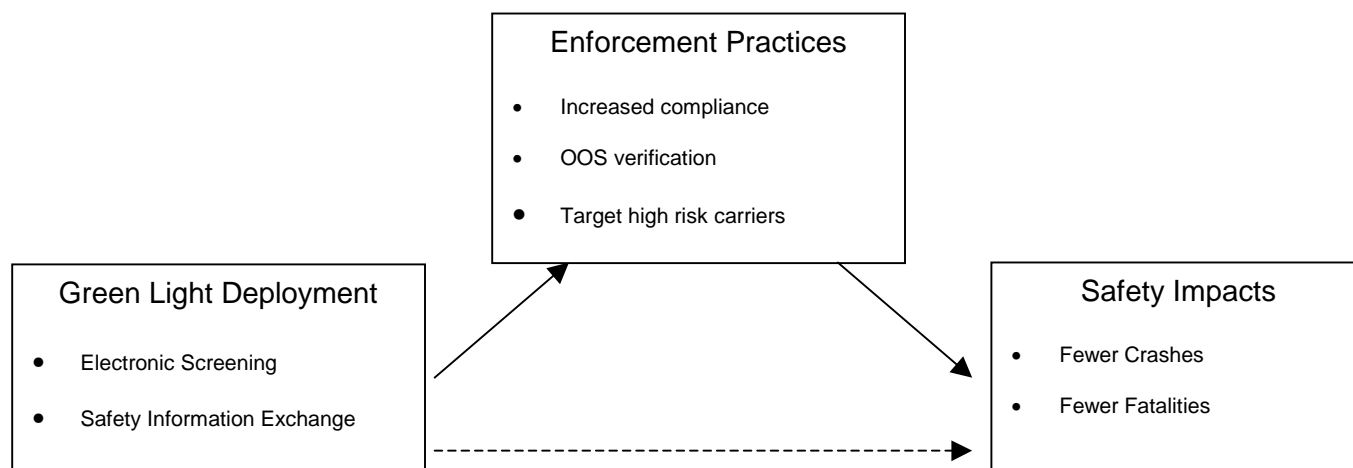 Enforcement Practices
• Increased compliance
• OOS verification
• Target high risk carriers
Green Light Deployment
• Electronic Screening
• Safety Information Exchange
Safety Impacts
• Fewer Crashes
• Fewer Fatalities